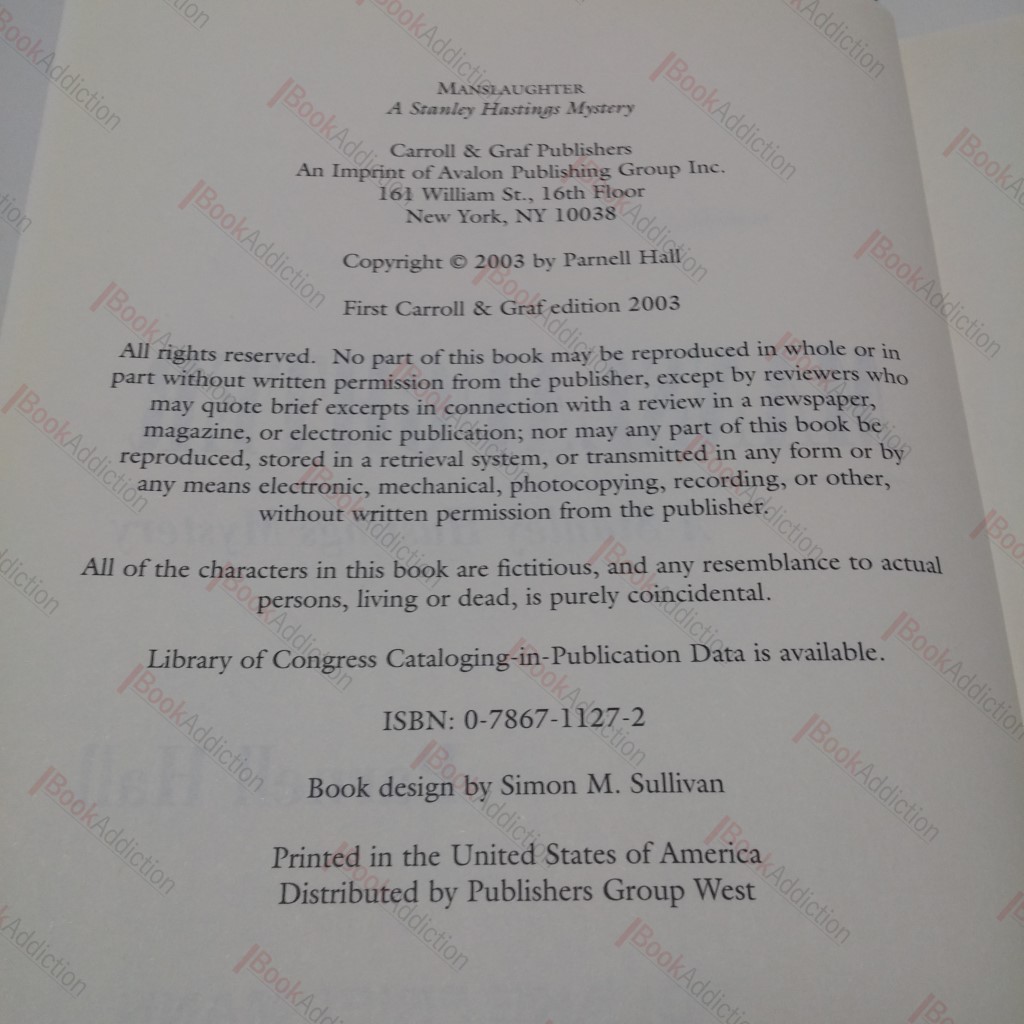 MANSLAUGHTER
A Stanley Hastings Mystery
Carroll & Graf Publishers
An Imprint of Avalon Publishing Group Inc.
161 William St., 16th Floor
New York, NY 10038
Copyright © 2003 by Parnell Hall
First Carroll & Graf edition 2003
All rights reserved. No part of this book may be reproduced in whole or in
part without written permission from the publisher, except by reviewers who
may quote brief excerpts in connection with a review in a newspaper,
magazine, or electronic publication; nor may any part of this book be
reproduced, stored in a retrieval system, or transmitted in any form or by
any means electronic, mechanical, photocopying, recording, or other,
without written permission from the publisher.
All of the characters in this book are fictitious, and any resemblance to actual
persons, living or dead, is purely coincidental.
Library of Congress Cataloging-in-Publication Data is available.
ISBN: 0-7867-1127-2
Book design by Simon M. Sullivan
Printed in the United States of America
Distributed by Publishers Group West
BookAddiction